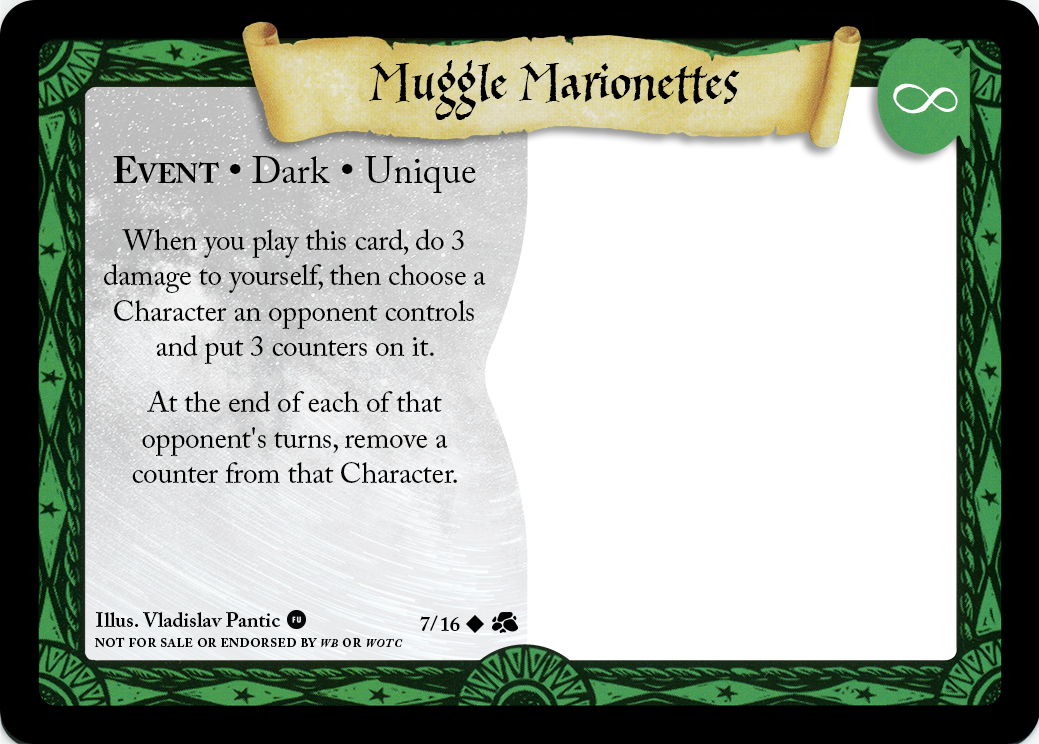 Muggle Marionettes
∞
EVENT • Dark • Unique
When you play this card, do 3
damage to yourself, then choose a
Character an opponent controls
and put 3 counters on it.
At the end of each of that
opponent's turns, remove a
counter from that Character.
Illus. Vladislav Pantic FU
7/16
NOT FOR SALE OR ENDORSED BY WB OR WOTC